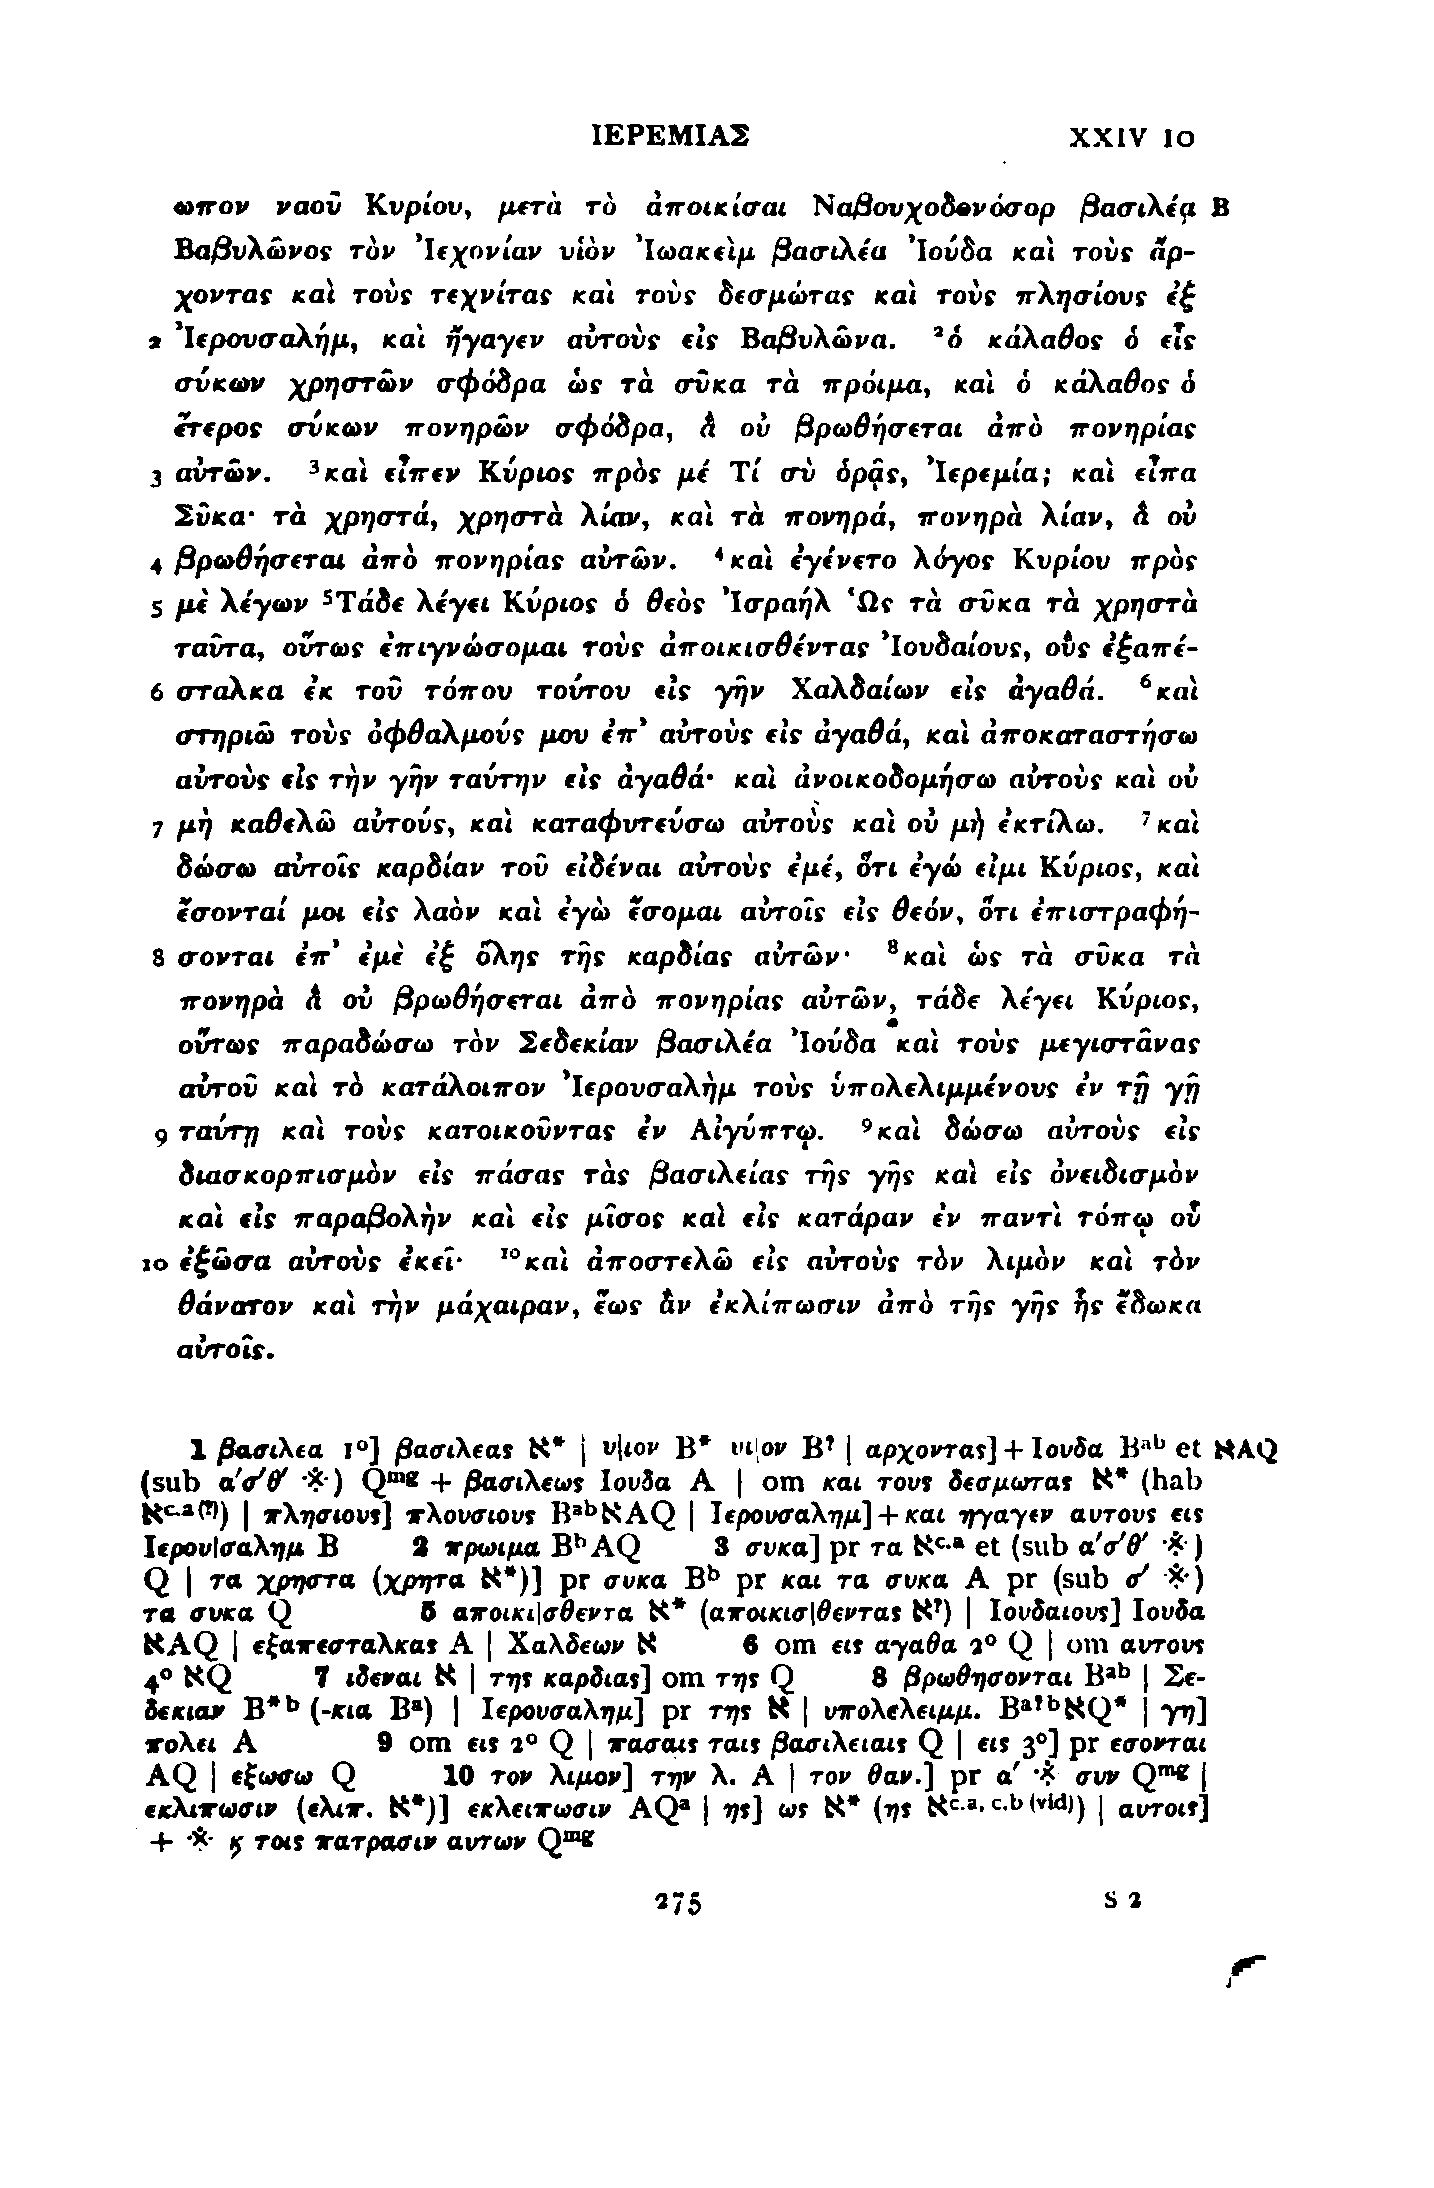 ΙΕΡΕΜΙΑΣ XXIV 10
ωπον ναοῦ Κυρίου, μετὰ τὸ ἀποικίσαι Ναβουχοδονόσορ βασιλέα B
Βαβυλῶνος τὸν Ἰεχονίαν υἱὸν Ἰωακεὶμ βασιλέα Ἰούδα καὶ τοὺς ἄρ-
χοντας καὶ τοὺς τεχνίτας καὶ τοὺς δεσμώτας καὶ τοὺς πλησίους ἐξ
2 Ἰερουσαλήμ, καὶ ἤγαγεν αὐτοὺς εἰς Βαβυλῶνα. ²ὁ κάλαθος ὁ εἷς
σύκων χρηστῶν σφόδρα ὡς τὰ σῦκα τὰ πρόιμα, καὶ ὁ κάλαθος ὁ
ἕτερος σύκων πονηρῶν σφόδρα, ἃ οὐ βρωθήσεται ἀπὸ πονηρίας
3 αὐτῶν. ³καὶ εἶπεν Κύριος πρὸς μέ Τί σὺ ὁρᾷς, Ἰερεμία; καὶ εἶπα
Σῦκα· τὰ χρηστά, χρηστὰ λίαν, καὶ τὰ πονηρά, πονηρὰ λίαν, ἃ οὐ
4 βρωθήσεται ἀπὸ πονηρίας αὐτῶν. ⁴καὶ ἐγένετο λόγος Κυρίου πρὸς
5 μὲ λέγων ⁵Τάδε λέγει Κύριος ὁ θεὸς Ἰσραήλ Ὡς τὰ σῦκα τὰ χρηστὰ
ταῦτα, οὕτως ἐπιγνώσομαι τοὺς ἀποικισθέντας Ἰουδαίους, οὓς ἐξαπέ-
6 σταλκα ἐκ τοῦ τόπου τούτου εἰς γῆν Χαλδαίων εἰς ἀγαθά. ⁶καὶ
στηριῶ τοὺς ὀφθαλμούς μου ἐπ᾽ αὐτοὺς εἰς ἀγαθά, καὶ ἀποκαταστήσω
αὐτοὺς εἰς τὴν γῆν ταύτην εἰς ἀγαθά· καὶ ἀνοικοδομήσω αὐτοὺς καὶ οὐ
7 μὴ καθελῶ αὐτούς, καὶ καταφυτεύσω αὐτοὺς καὶ οὐ μὴ ἐκτίλω. ⁷καὶ
δώσω αὐτοῖς καρδίαν τοῦ εἰδέναι αὐτοὺς ἐμέ, ὅτι ἐγώ εἰμι Κύριος, καὶ
ἔσονταί μοι εἰς λαὸν καὶ ἐγὼ ἔσομαι αὐτοῖς εἰς θεόν, ὅτι ἐπιστραφή-
8 σονται ἐπ᾽ ἐμὲ ἐξ ὅλης τῆς καρδίας αὐτῶν· ⁸καὶ ὡς τὰ σῦκα τὰ
πονηρὰ ἃ οὐ βρωθήσεται ἀπὸ πονηρίας αὐτῶν, τάδε λέγει Κύριος,
οὕτως παραδώσω τὸν Σεδεκίαν βασιλέα Ἰούδα καὶ τοὺς μεγιστᾶνας
αὐτοῦ καὶ τὸ κατάλοιπον Ἰερουσαλὴμ τοὺς ὑπολελιμμένους ἐν τῇ γῇ
9 ταύτῃ καὶ τοὺς κατοικοῦντας ἐν Αἰγύπτῳ. ⁹καὶ δώσω αὐτοὺς εἰς
διασκορπισμὸν εἰς πάσας τὰς βασιλείας τῆς γῆς καὶ εἰς ὀνειδισμὸν
καὶ εἰς παραβολὴν καὶ εἰς μῖσος καὶ εἰς κατάραν ἐν παντὶ τόπῳ οὗ
10 ἐξῶσα αὐτοὺς ἐκεῖ· ¹⁰καὶ ἀποστελῶ εἰς αὐτοὺς τὸν λιμὸν καὶ τὸν
θάνατον καὶ τὴν μάχαιραν, ἕως ἂν ἐκλίπωσιν ἀπὸ τῆς γῆς ἧς ἔδωκα
αὐτοῖς.
1 βασιλεα 1°] βασιλεας ℵ* | υ|ιον B* υι|ον B? | αρχοντας] + Ιουδα Bab et ℵAQ
(sub α′σ′θ′ ※) Qmg + βασιλεως Ιουδα A | om και τους δεσμωτας ℵ* (hab
ℵc.a(?)) | πλησιους] πλουσιους BabℵAQ | Ιερουσαλημ] + και ηγαγεν αυτους εις
Ιερου|σαλημ B 2 πρωιμα BbAQ 3 συκα] pr τα ℵc.a et (sub α′σ′θ′ ※)
Q | τα χρηστα (χρητα ℵ*)] pr συκα Bb pr και τα συκα A pr (sub σ′ ※)
τα συκα Q 5 αποικι|σθεντα ℵ* (αποικισ|θεντας ℵ?) | Ιουδαιους] Ιουδα
ℵAQ | εξαπεσταλκας A | Χαλδεων ℵ 6 om εις αγαθα 2° Q | om αυτους
4° ℵQ 7 ιδεναι ℵ | της καρδιας] om της Q 8 βρωθησονται Bab | Σε-
δεκιαν B*b (-κια Ba) | Ιερουσαλημ] pr της ℵ | υπολελειμμ. Ba?bℵQ* | γη]
πολει A 9 om εις 2° Q | πασαις ταις βασιλειαις Q | εις 3°] pr εσονται
AQ | εξωσω Q 10 τον λιμον] την λ. A | τον θαν.] pr α′ ※ συν Qmg |
εκλιπωσιν (ελιπ. ℵ*)] εκλειπωσιν AQa | ης] ως ℵ* (ης ℵc.a, c.b (vid)) | αυτοις]
+ ※ ϗ τοις πατρασιν αυτων Qmg
275 S 2